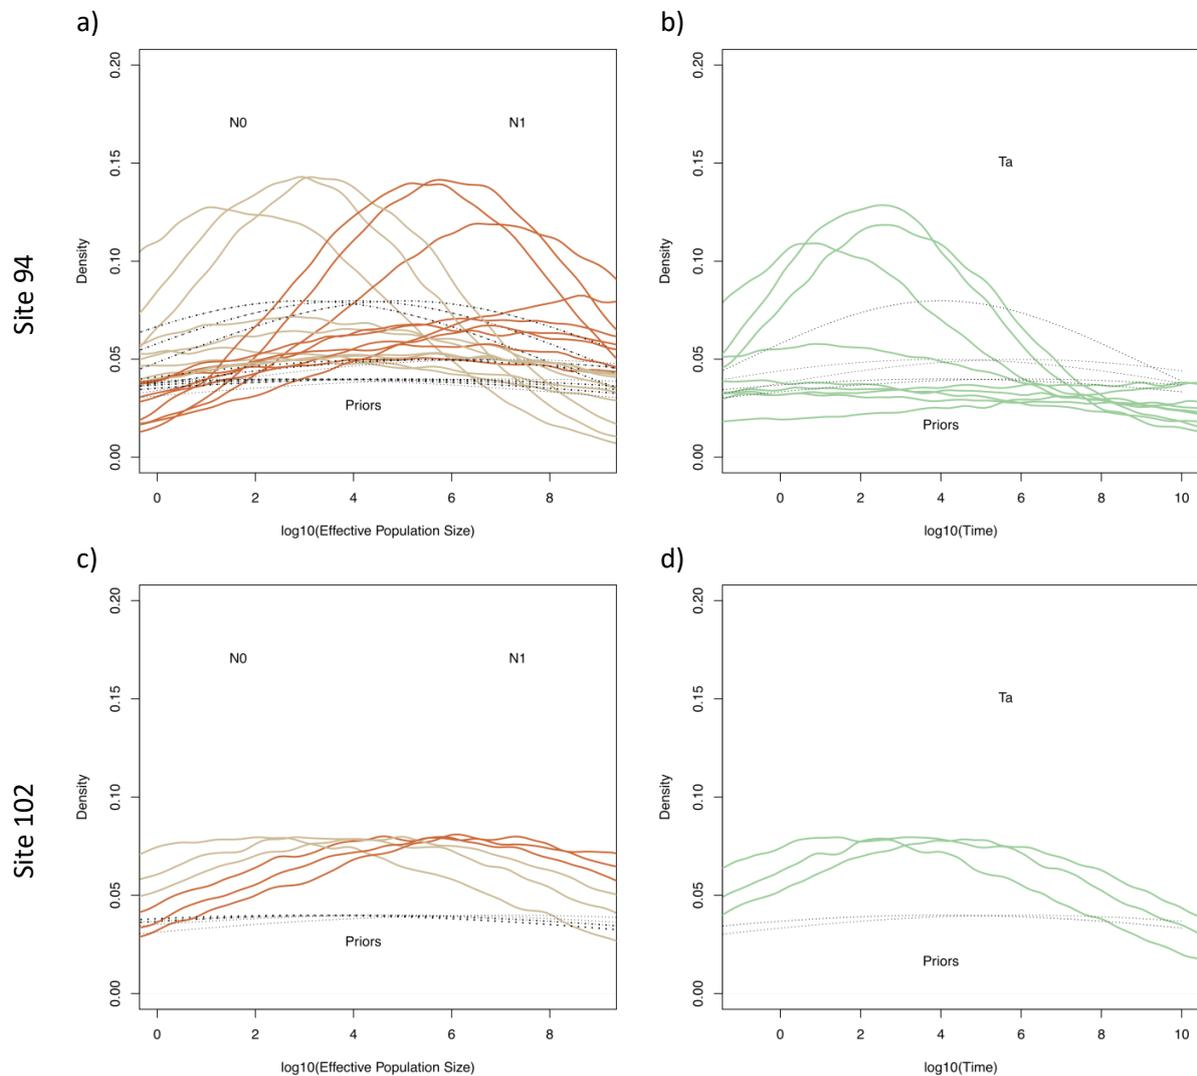 a)
b)
Site 94
Density
0.00
0.05
0.10
0.15
0.20
N0
N1
Priors
0 2 4 6 8
log10(Effective Population Size)
Density
0.00
0.05
0.10
0.15
0.20
Ta
Priors
0 2 4 6 8 10
log10(Time)
c)
d)
Site 102
Density
0.00
0.05
0.10
0.15
0.20
N0
N1
Priors
0 2 4 6 8
log10(Effective Population Size)
Density
0.00
0.05
0.10
0.15
0.20
Ta
Priors
0 2 4 6 8 10
log10(Time)